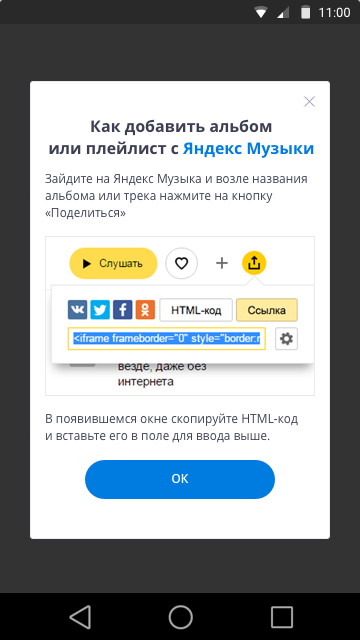 11:00
Как добавить альбом
или плейлист с Яндекс Музыки
Зайдите на Яндекс Музыка и возле названия
альбома или трека нажмите на кнопку
«Поделиться»
Слушать
HTML-код
Ссылка
<iframe frameborder="0" style="border:n
везде, даже без
интернета
В появившемся окне скопируйте HTML-код
и вставьте его в поле для ввода выше.
ОК